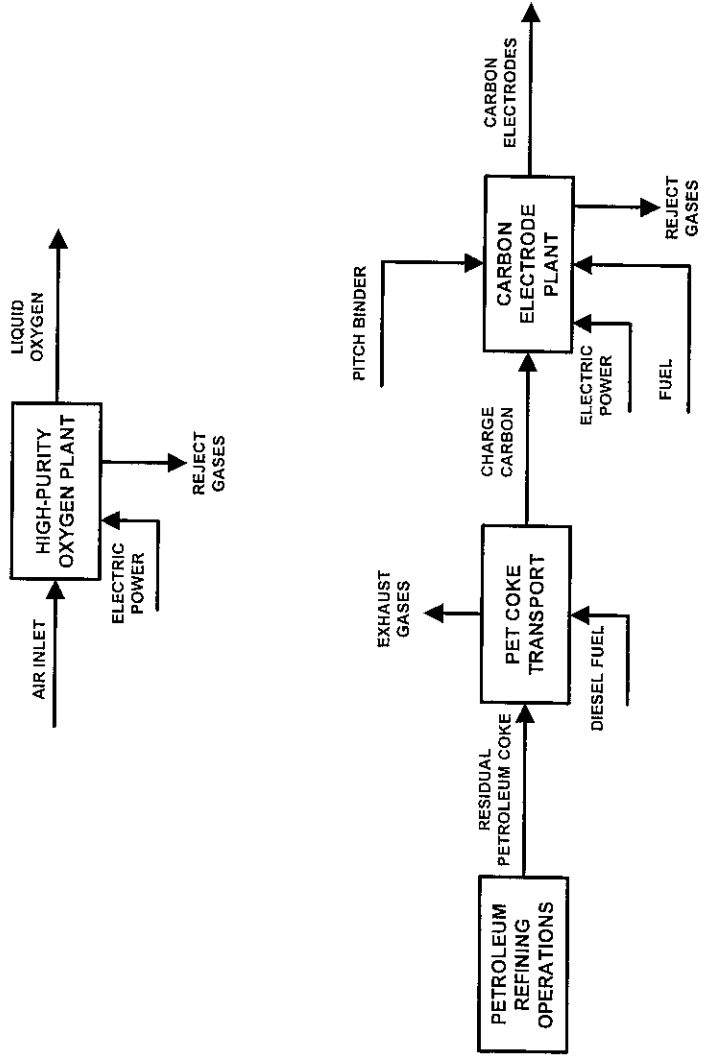 AIR INLET
ELECTRIC
POWER
HIGH-PURITY
OXYGEN PLANT
REJECT
GASES
LIQUID
OXYGEN
PETROLEUM
REFINING
OPERATIONS
RESIDUAL
PETROLEUM COKE
DIESEL FUEL
PET COKE
TRANSPORT
EXHAUST
GASES
CHARGE
CARBON
PITCH BINDER
ELECTRIC
POWER
FUEL
CARBON
ELECTRODE
PLANT
REJECT
GASES
CARBON
ELECTRODES